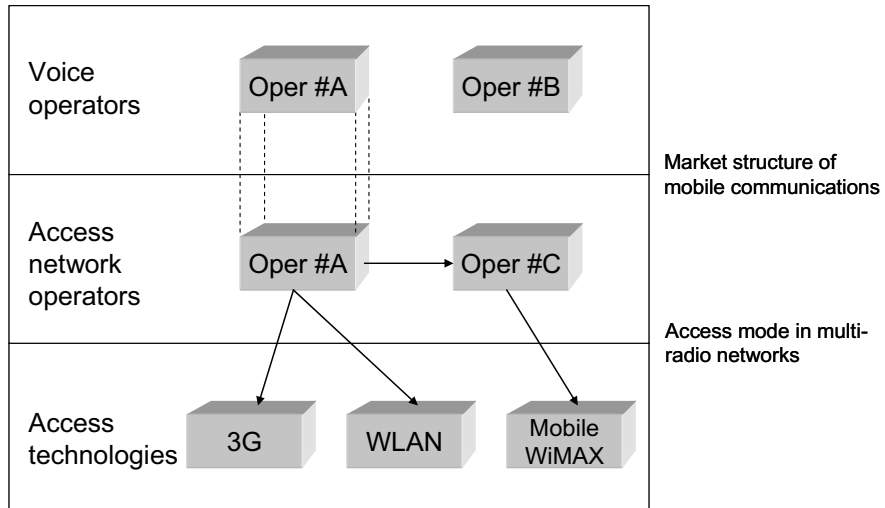 Voice
operators
Oper #A
Oper #B
Market structure of
mobile communications
Access
network
operators
Oper #A
Oper #C
Access mode in multi-
radio networks
Access
technologies
3G
WLAN
Mobile
WiMAX